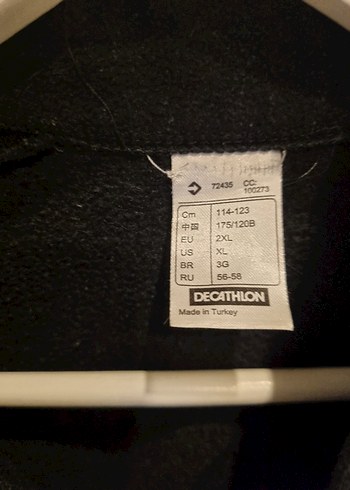 72435 CC:
100273
Cm 114-123
中国 175/120B
EU 2XL
US XL
BR 3G
RU 56-58
DECATHLON
Made in Turkey